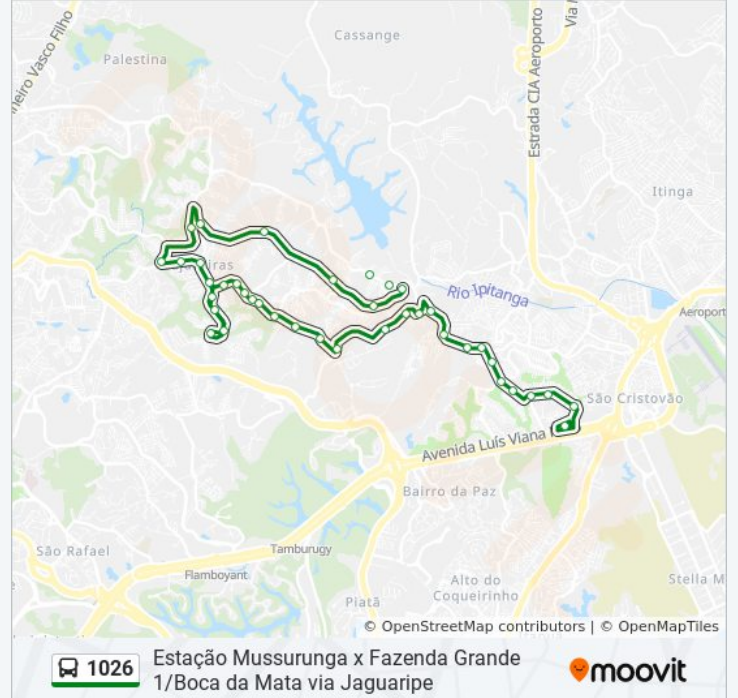 Cassange
Palestina
Estrada CIA Aeroporto
Itinga
Rio Ipitanga
Aeroport
São Cristovão
Avenida Luís Viana
Bairro da Paz
São Rafael
Tamburugy
Flamboyant
Alto do
Coqueirinho
Stella M
Piatã
© OpenStreetMap contributors | © OpenMapTiles
1026
Estação Mussurunga x Fazenda Grande
1/Boca da Mata via Jaguaripe
moovit